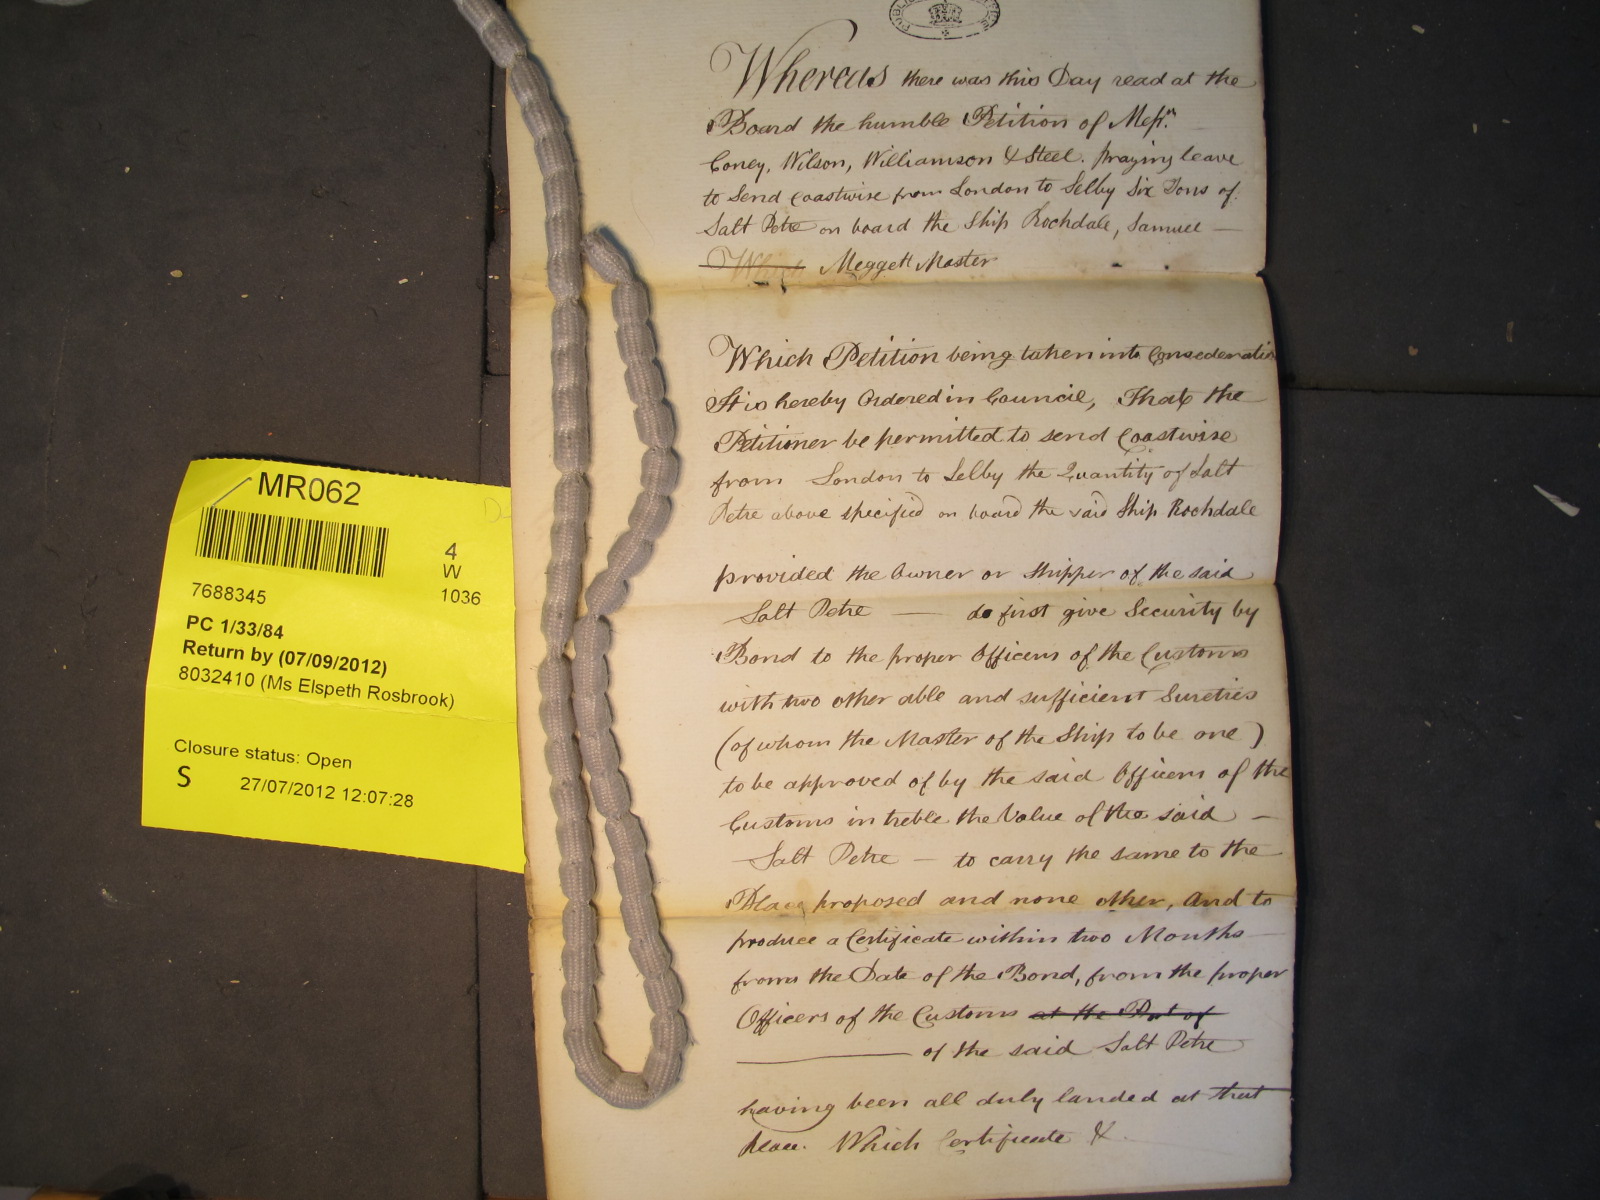 Whereas there was this Day read at the
Board the humble Petition of Messrs.
Coney, Wilson, Williamson & Steel. praying leave
to Send Coastwise from London to Selby Six Tons of
Salt Petre on board the Ship Rochdale, Samuel —
Which Meggett Master
Which Petition being taken into Consederation
It is hereby Ordered in Council, That the
Petitioner be permitted to send Coastwise
from London to Selby the Quantity of Salt
Petre above specified on board the said Ship Rochdale
provided the Owner or Shipper of the said
Salt Petre — do first give Security by
Bond to the proper Officers of the Customs
with two other able and sufficient Sureties
(of whom the Master of the Ship to be one)
to be approved of by the said Officers of the
Customs in treble the Value of the said —
Salt Petre — to carry the same to the
Place proposed and none other, and to
produce a Certificate within two Months
from the Date of the Bond, from the proper
Officers of the Customs at the Port of
of the said Salt Petre
having been all duly landed at that
Place. Which Certificate &
MR062
4
W
1036
7688345
PC 1/33/84
Return by (07/09/2012)
8032410 (Ms Elspeth Rosbrook)
Closure status: Open
S 27/07/2012 12:07:28